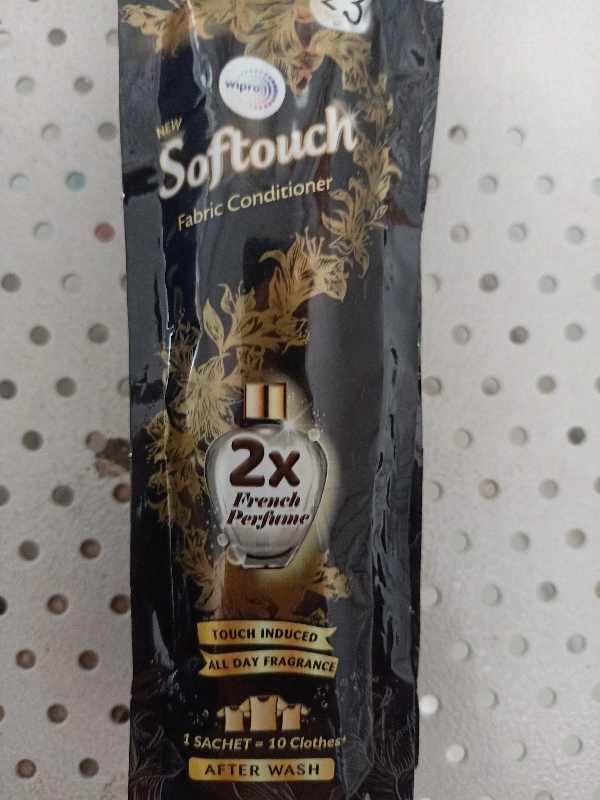 wipro
NEW
Softouch
Fabric Conditioner
2x
French
Perfume
TOUCH INDUCED
ALL DAY FRAGRANCE
1 SACHET = 10 Clothes*
AFTER WASH